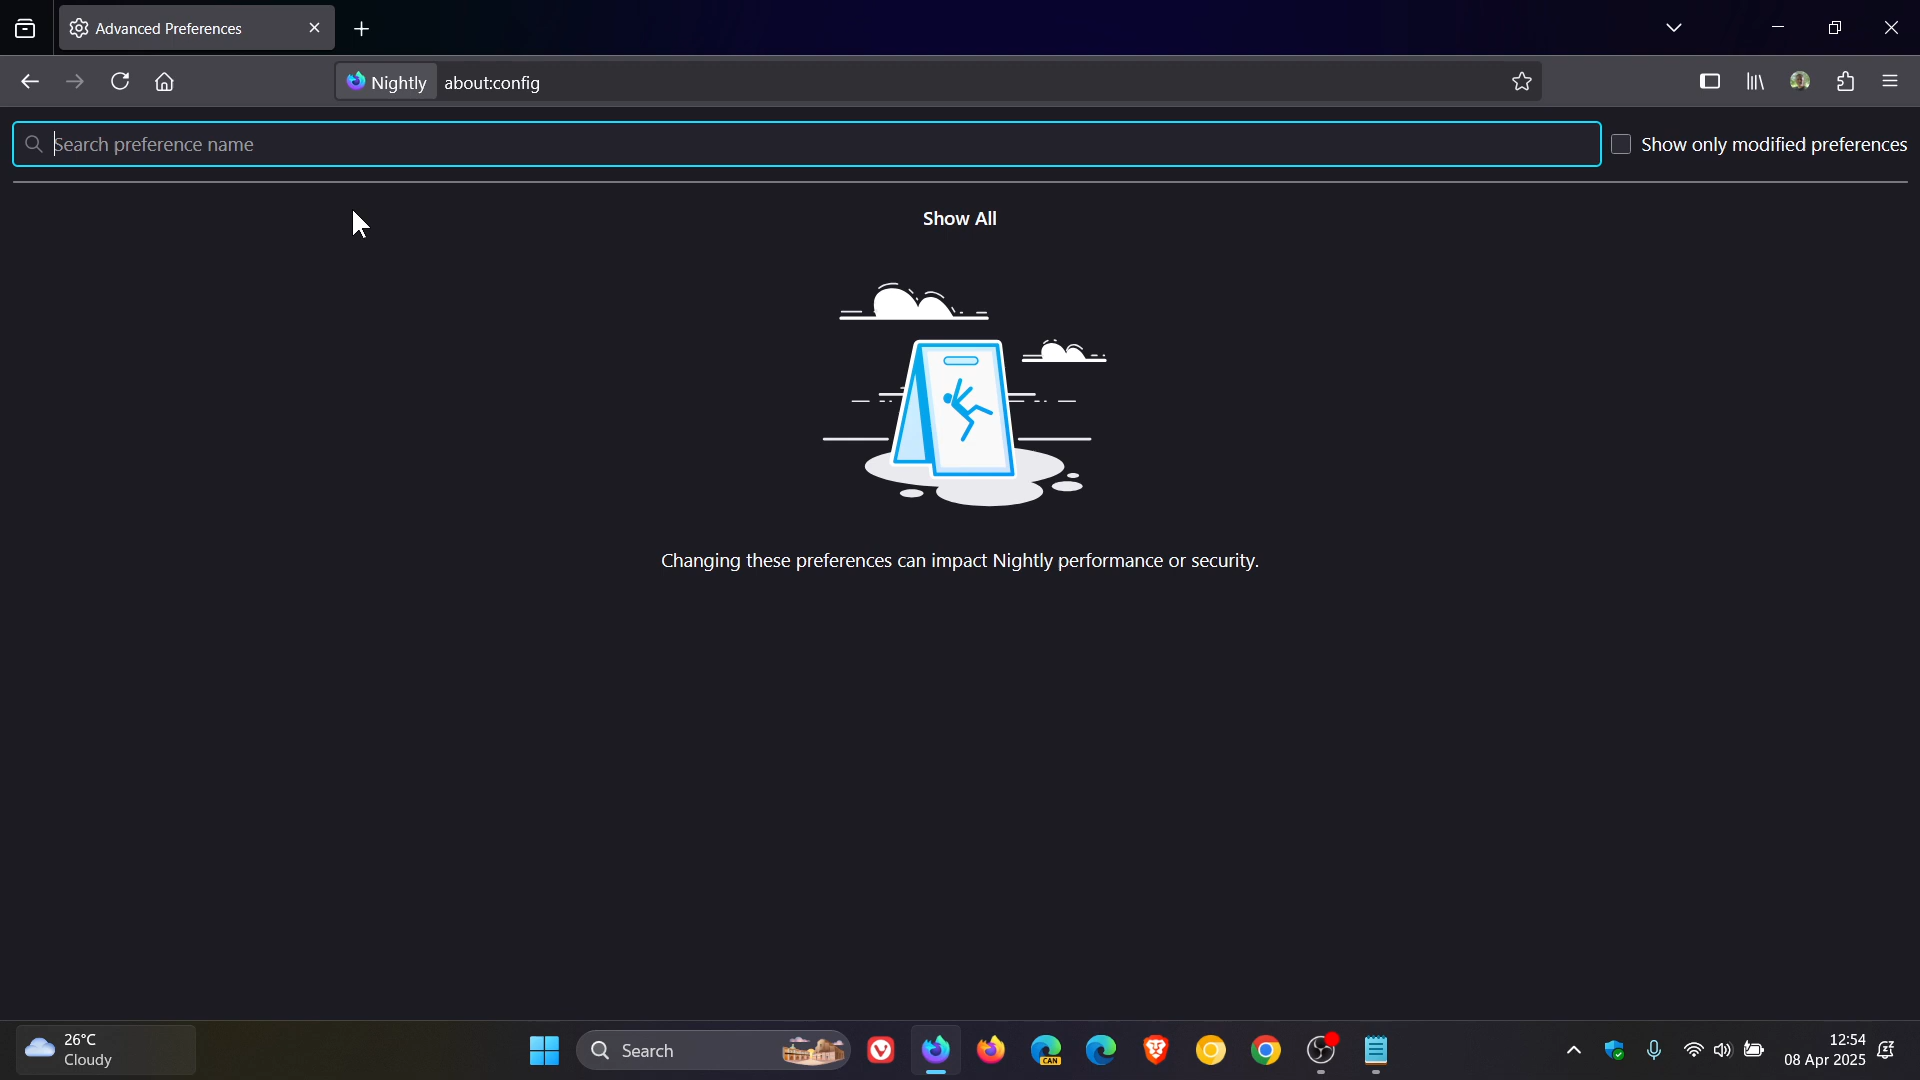 Advanced Preferences
Nightly about:config
Search preference name
Show only modified preferences
Show All
Changing these preferences can impact Nightly performance or security.
26°C
Cloudy
Search
CAN
12:54
08 Apr 2025